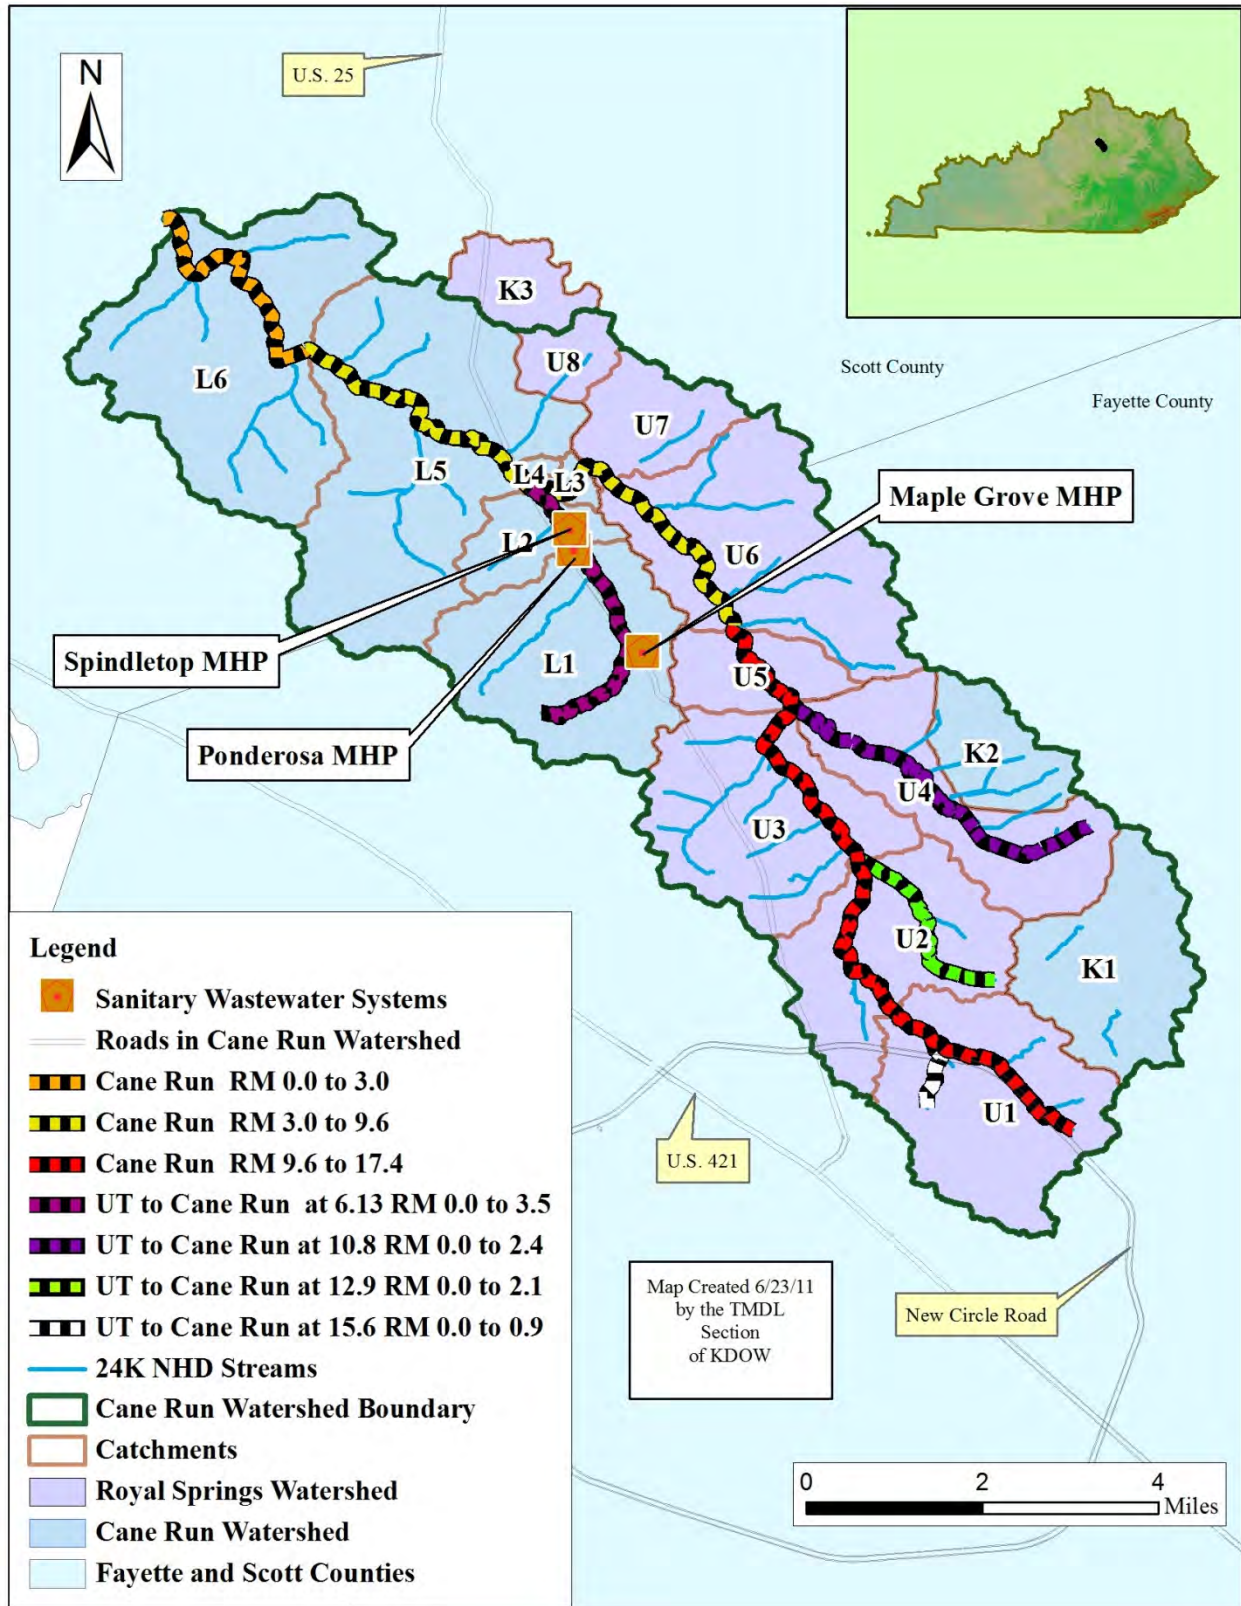 U.S. 25
N
K3
Scott County
Fayette County
U8
L6
U7
L5
L4
L3
Maple Grove MHP
L2
U6
Spindletop MHP
L1
U5
Ponderosa MHP
K2
U4
U3
U2
K1
U1
U.S. 421
New Circle Road
Map Created 6/23/11
by the TMDL
Section
of KDOW
Legend
Sanitary Wastewater Systems
Roads in Cane Run Watershed
Cane Run RM 0.0 to 3.0
Cane Run RM 3.0 to 9.6
Cane Run RM 9.6 to 17.4
UT to Cane Run at 6.13 RM 0.0 to 3.5
UT to Cane Run at 10.8 RM 0.0 to 2.4
UT to Cane Run at 12.9 RM 0.0 to 2.1
UT to Cane Run at 15.6 RM 0.0 to 0.9
24K NHD Streams
Cane Run Watershed Boundary
Catchments
Royal Springs Watershed
Cane Run Watershed
Fayette and Scott Counties
0 2 4
Miles